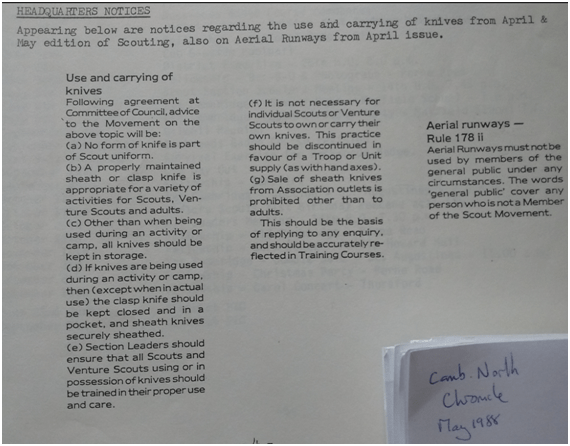 HEADQUARTERS NOTICES
Appearing below are notices regarding the use and carrying of knives from April &
May edition of Scouting, also on Aerial Runways from April issue.
Use and carrying of
knives
Following agreement at
Committee of Council, advice
to the Movement on the
above topic will be:
(a) No form of knife is part
of Scout uniform.
(b) A properly maintained
sheath or clasp knife is
appropriate for a variety of
activities for Scouts, Ven-
ture Scouts and adults.
(c) Other than when being
used during an activity or
camp, all knives should be
kept in storage.
(d) If knives are being used
during an activity or camp,
then (except when in actual
use) the clasp knife should
be kept closed and in a
pocket, and sheath knives
securely sheathed.
(e) Section Leaders should
ensure that all Scouts and
Venture Scouts using or in
possession of knives should
be trained in their proper use
and care.
(f) It is not necessary for
individual Scouts or Venture
Scouts to own or carry their
own knives. This practice
should be discontinued in
favour of a Troop or Unit
supply (as with hand axes).
(g) Sale of sheath knives
from Association outlets is
prohibited other than to
adults.
This should be the basis
of replying to any enquiry,
and should be accurately re-
flected in Training Courses.
Aerial runways —
Rule 178 ii
Aerial Runways must not be
used by members of the
general public under any
circumstances. The words
'general public' cover any
person who is not a Member
of the Scout Movement.
Camb. North
Chronicle
May 1988